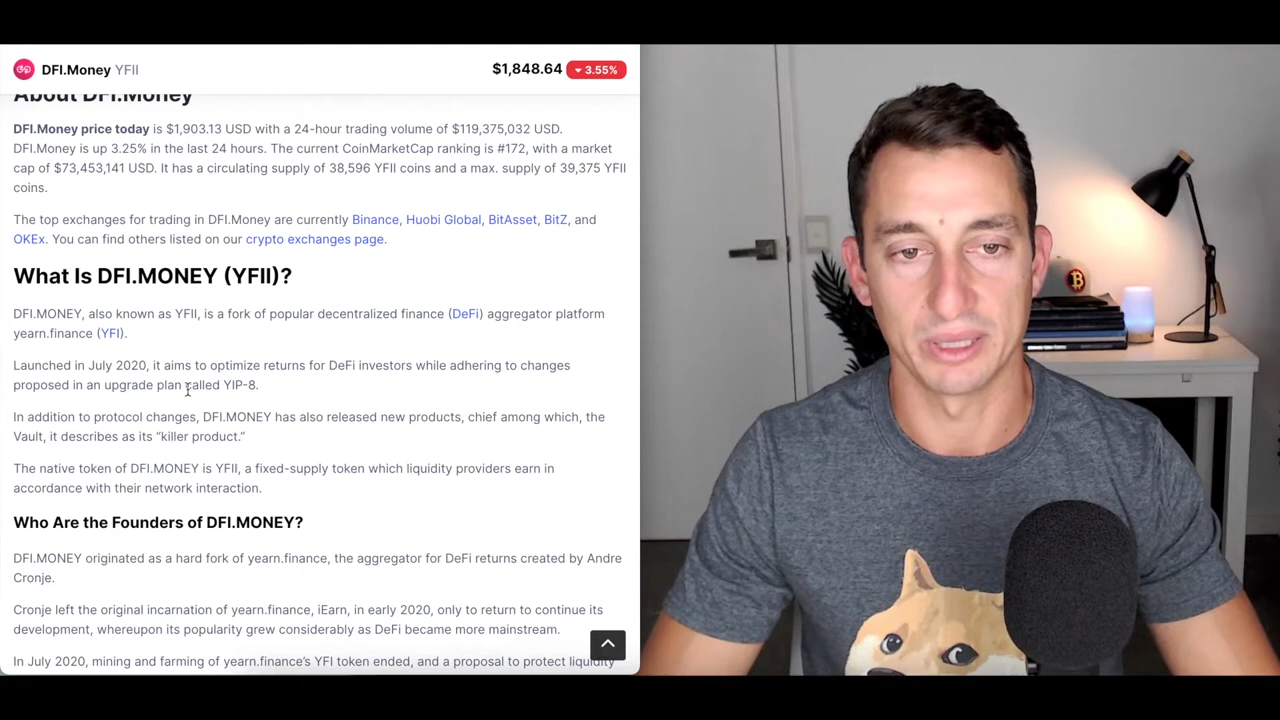 DFI.Money YFII
$1,848.64 3.55%
About DFI.Money
DFI.Money price today is $1,903.13 USD with a 24-hour trading volume of $119,375,032 USD.
DFI.Money is up 3.25% in the last 24 hours. The current CoinMarketCap ranking is #172, with a market
cap of $73,453,141 USD. It has a circulating supply of 38,596 YFII coins and a max. supply of 39,375 YFII
coins.
The top exchanges for trading in DFI.Money are currently Binance, Huobi Global, BitAsset, BitZ, and
OKEx. You can find others listed on our crypto exchanges page.
What Is DFI.MONEY (YFII)?
DFI.MONEY, also known as YFII, is a fork of popular decentralized finance (DeFi) aggregator platform
yearn.finance (YFI).
Launched in July 2020, it aims to optimize returns for DeFi investors while adhering to changes
proposed in an upgrade plan called YIP-8.
In addition to protocol changes, DFI.MONEY has also released new products, chief among which, the
Vault, it describes as its “killer product.”
The native token of DFI.MONEY is YFII, a fixed-supply token which liquidity providers earn in
accordance with their network interaction.
Who Are the Founders of DFI.MONEY?
DFI.MONEY originated as a hard fork of yearn.finance, the aggregator for DeFi returns created by Andre
Cronje.
Cronje left the original incarnation of yearn.finance, iEarn, in early 2020, only to return to continue its
development, whereupon its popularity grew considerably as DeFi became more mainstream.
In July 2020, mining and farming of yearn.finance’s YFI token ended, and a proposal to protect liquidity